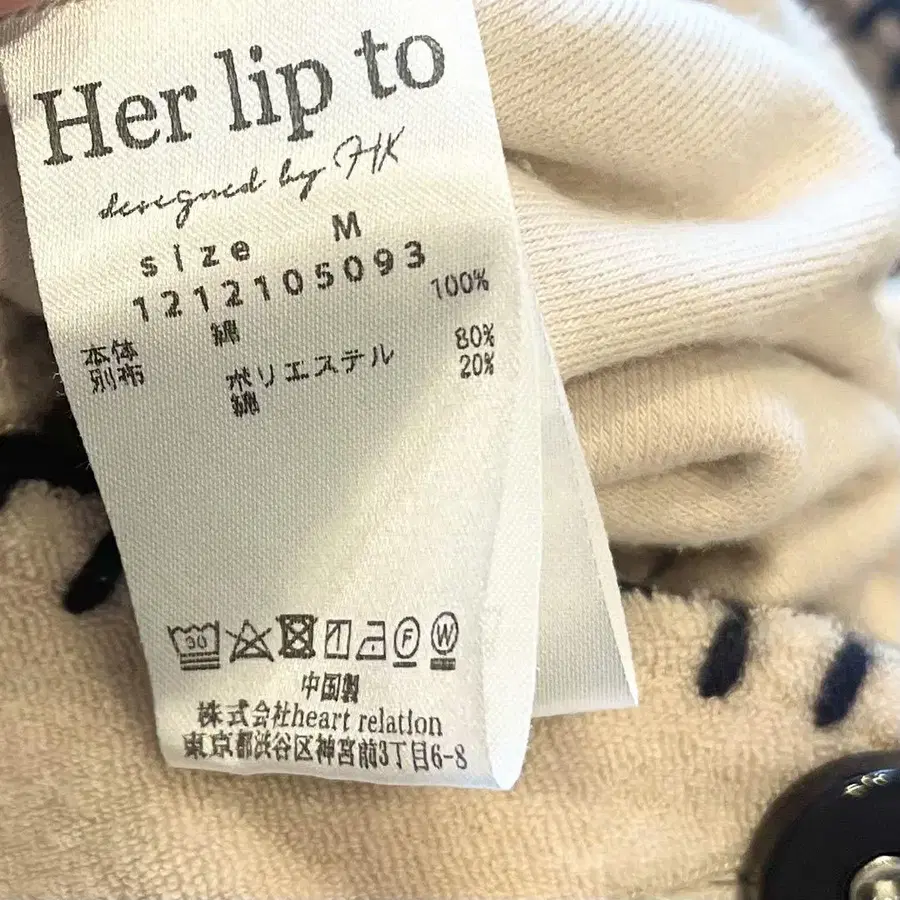 Her lip to
designed by HK
size M
1212105093
本体 綿 100%
別布 ポリエステル 80%
綿 20%
30
F
W
中国製
株式会社heart relation
東京都渋谷区神宮前3丁目6-8